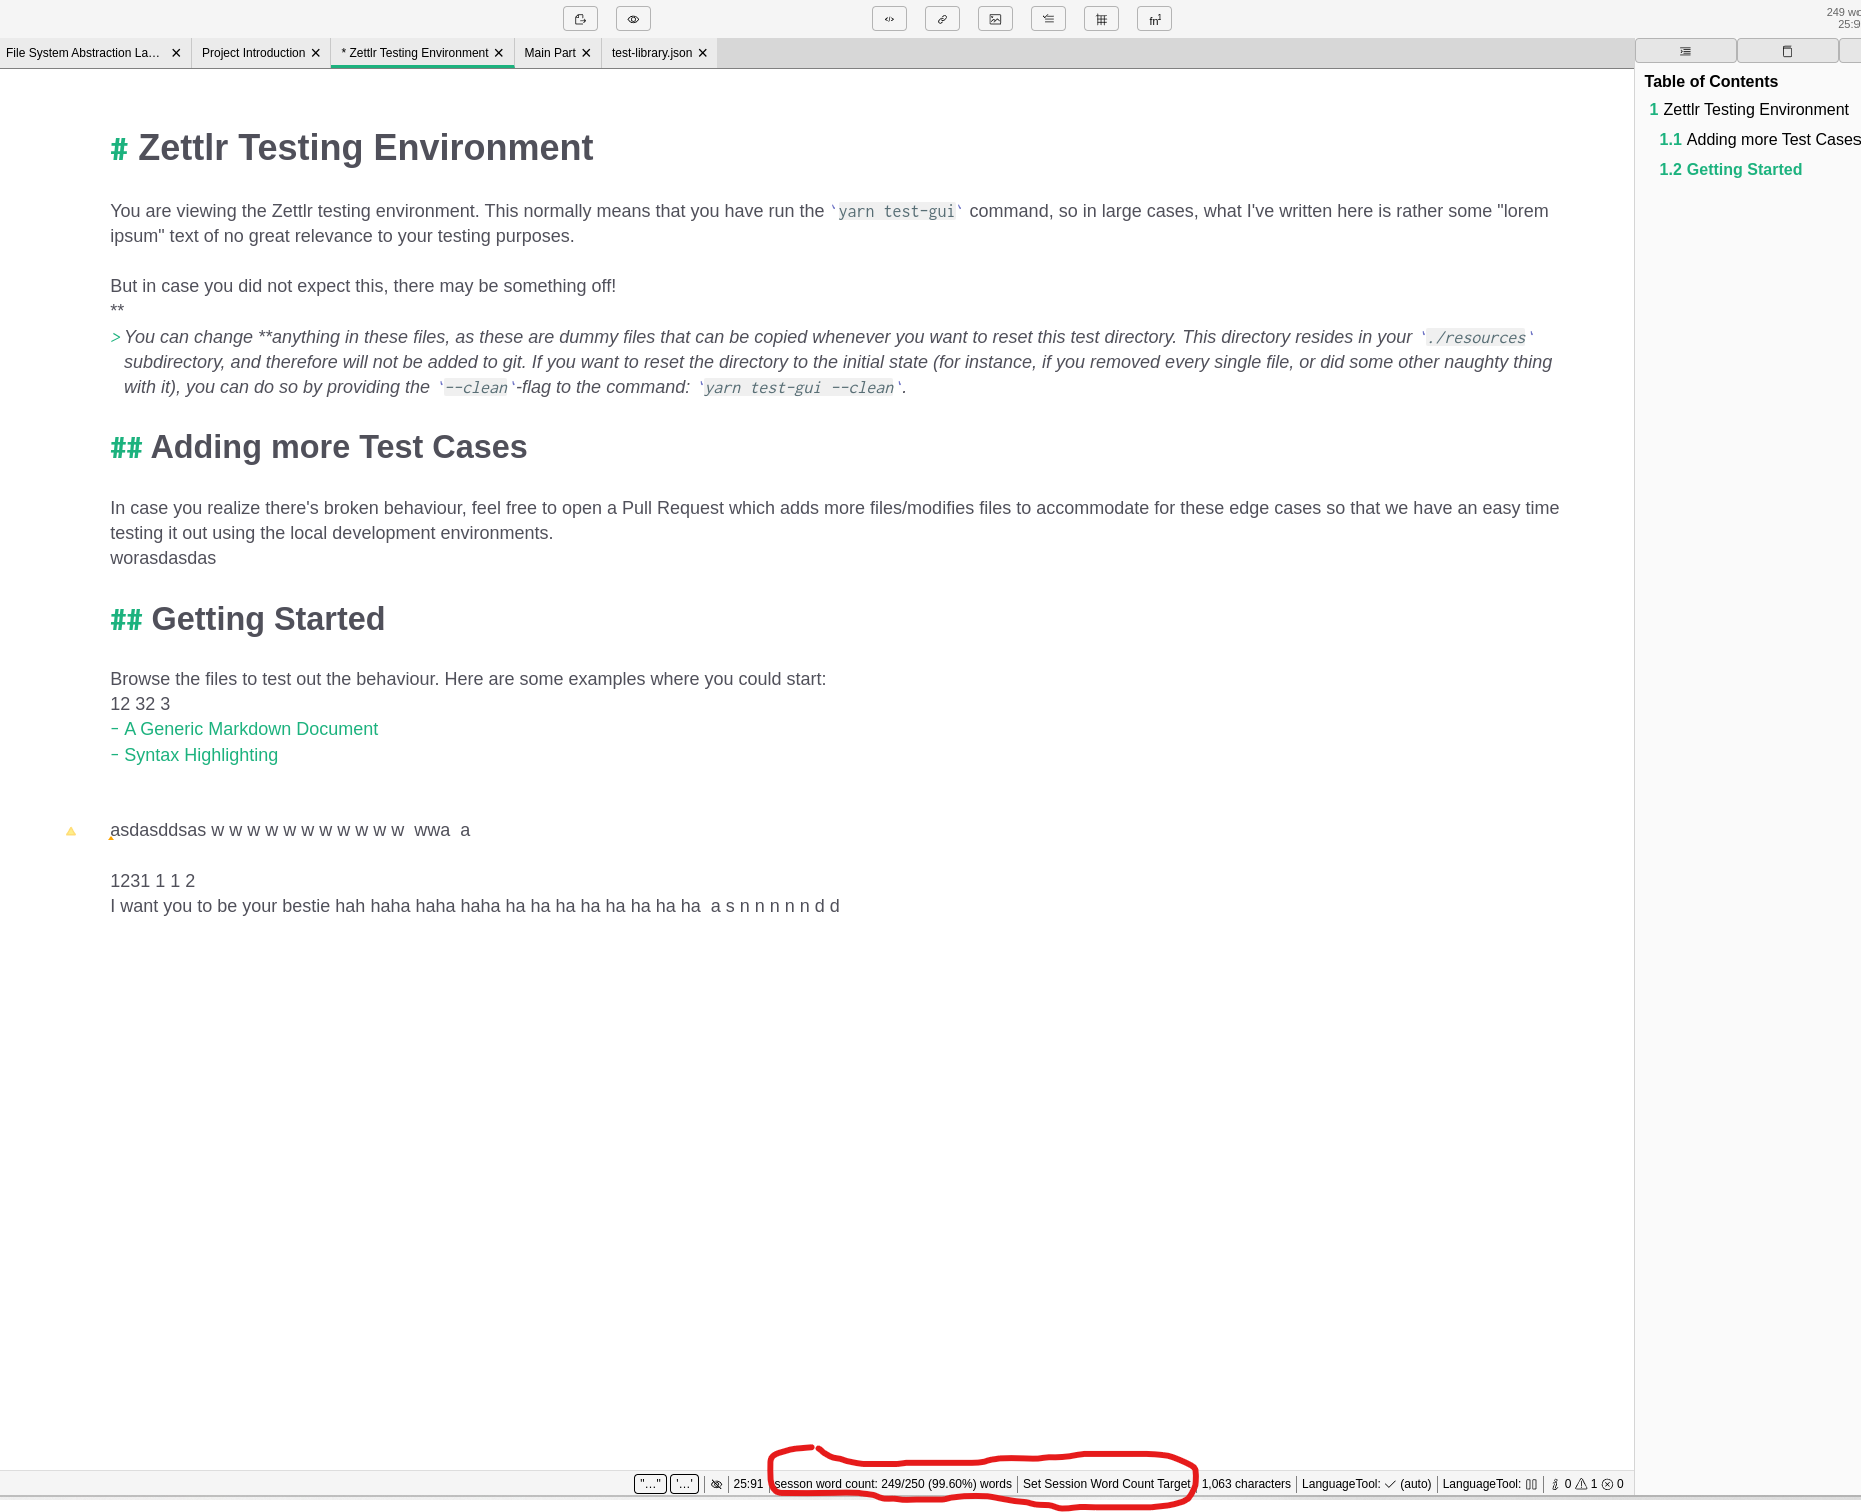 249 wo
25:9
File System Abstraction La… ✕ Project Introduction ✕ * Zettlr Testing Environment ✕ Main Part ✕ test-library.json ✕
Table of Contents
1 Zettlr Testing Environment
1.1 Adding more Test Cases
1.2 Getting Started
# Zettlr Testing Environment
You are viewing the Zettlr testing environment. This normally means that you have run the `yarn test-gui` command, so in large cases, what I've written here is rather some "lorem
ipsum" text of no great relevance to your testing purposes.
But in case you did not expect this, there may be something off!
**
> You can change **anything in these files, as these are dummy files that can be copied whenever you want to reset this test directory. This directory resides in your `./resources`
subdirectory, and therefore will not be added to git. If you want to reset the directory to the initial state (for instance, if you removed every single file, or did some other naughty thing
with it), you can do so by providing the `--clean`-flag to the command: `yarn test-gui --clean`.
## Adding more Test Cases
In case you realize there's broken behaviour, feel free to open a Pull Request which adds more files/modifies files to accommodate for these edge cases so that we have an easy time
testing it out using the local development environments.
worasdasdas
## Getting Started
Browse the files to test out the behaviour. Here are some examples where you could start:
12 32 3
- A Generic Markdown Document
- Syntax Highlighting
asdasddsas w w w w w w w w w w w  wwa  a
1231 1 1 2
I want you to be your bestie hah haha haha haha ha ha ha ha ha ha ha ha  a s n n n n n d d
"…" '…' 25:91 sesson word count: 249/250 (99.60%) words Set Session Word Count Target 1,063 characters LanguageTool: ✓ (auto) LanguageTool: 0 1 0